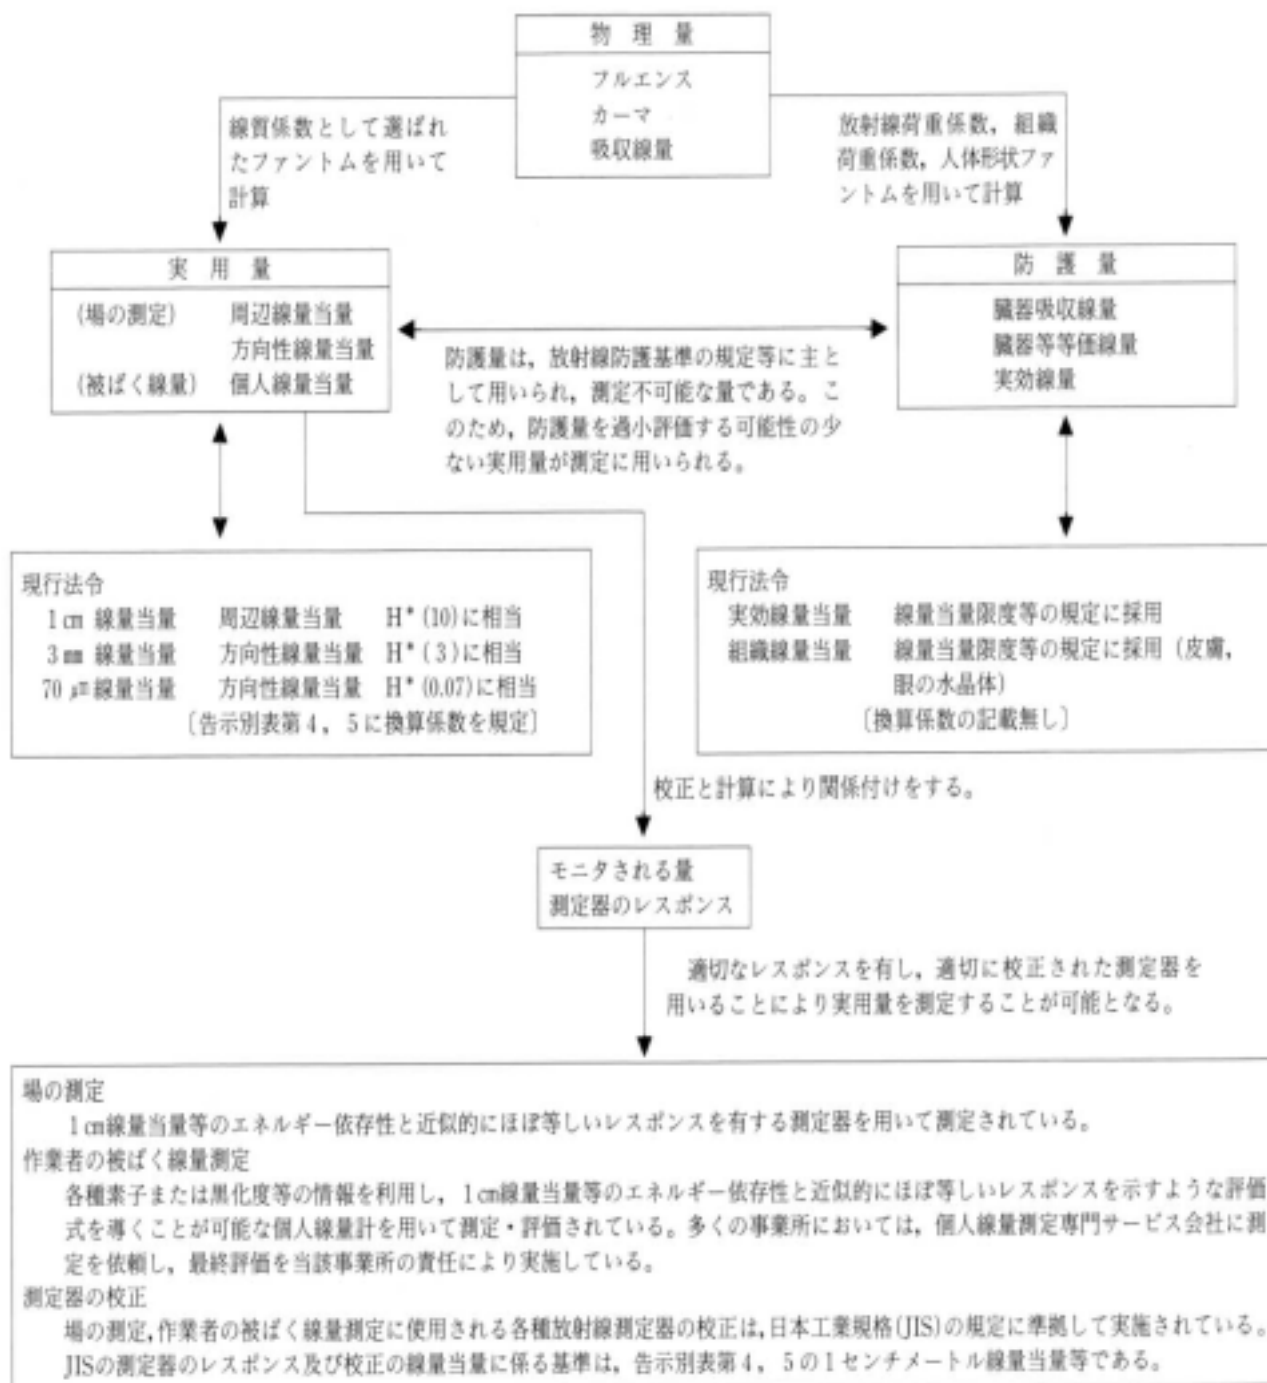 物 理 量
フルエンス
カーマ
吸収線量
線質係数として選ばれ
たファントムを用いて
計算
放射線荷重係数，組織
荷重係数，人体形状ファ
ントムを用いて計算
実 用 量
(場の測定) 周辺線量当量
方向性線量当量
(被ばく線量) 個人線量当量
防 護 量
臓器吸収線量
臓器等等価線量
実効線量
防護量は，放射線防護基準の規定等に主と
して用いられ，測定不可能な量である。こ
のため，防護量を過小評価する可能性の少
ない実用量が測定に用いられる。
現行法令
1㎝ 線量当量 周辺線量当量 H*(10)に相当
3㎜ 線量当量 方向性線量当量 H*(3)に相当
70μm線量当量 方向性線量当量 H*(0.07)に相当
〔告示別表第4，5に換算係数を規定〕
現行法令
実効線量当量 線量当量限度等の規定に採用
組織線量当量 線量当量限度等の規定に採用（皮膚，
眼の水晶体）
〔換算係数の記載無し〕
校正と計算により関係付けをする。
モニタされる量
測定器のレスポンス
適切なレスポンスを有し，適切に校正された測定器を
用いることにより実用量を測定することが可能となる。
場の測定
1㎝線量当量等のエネルギー依存性と近似的にほぼ等しいレスポンスを有する測定器を用いて測定されている。
作業者の被ばく線量測定
各種素子または黒化度等の情報を利用し，1㎝線量当量等のエネルギー依存性と近似的にほぼ等しいレスポンスを示すような評価
式を導くことが可能な個人線量計を用いて測定・評価されている。多くの事業所においては，個人線量測定専門サービス会社に測
定を依頼し，最終評価を当該事業所の責任により実施している。
測定器の校正
場の測定,作業者の被ばく線量測定に使用される各種放射線測定器の校正は,日本工業規格(JIS)の規定に準拠して実施されている。
JISの測定器のレスポンス及び校正の線量当量に係る基準は，告示別表第4，5の1センチメートル線量当量等である。